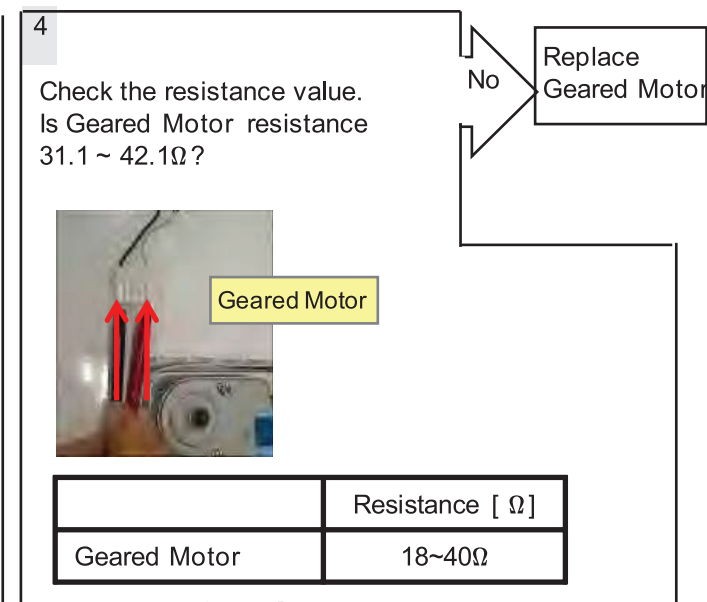 4
Check the resistance value.
Is Geared Motor resistance
31.1 ~ 42.1Ω?
No
Replace
Geared Motor
Geared Motor
Resistance [ Ω]
Geared Motor
18~40Ω